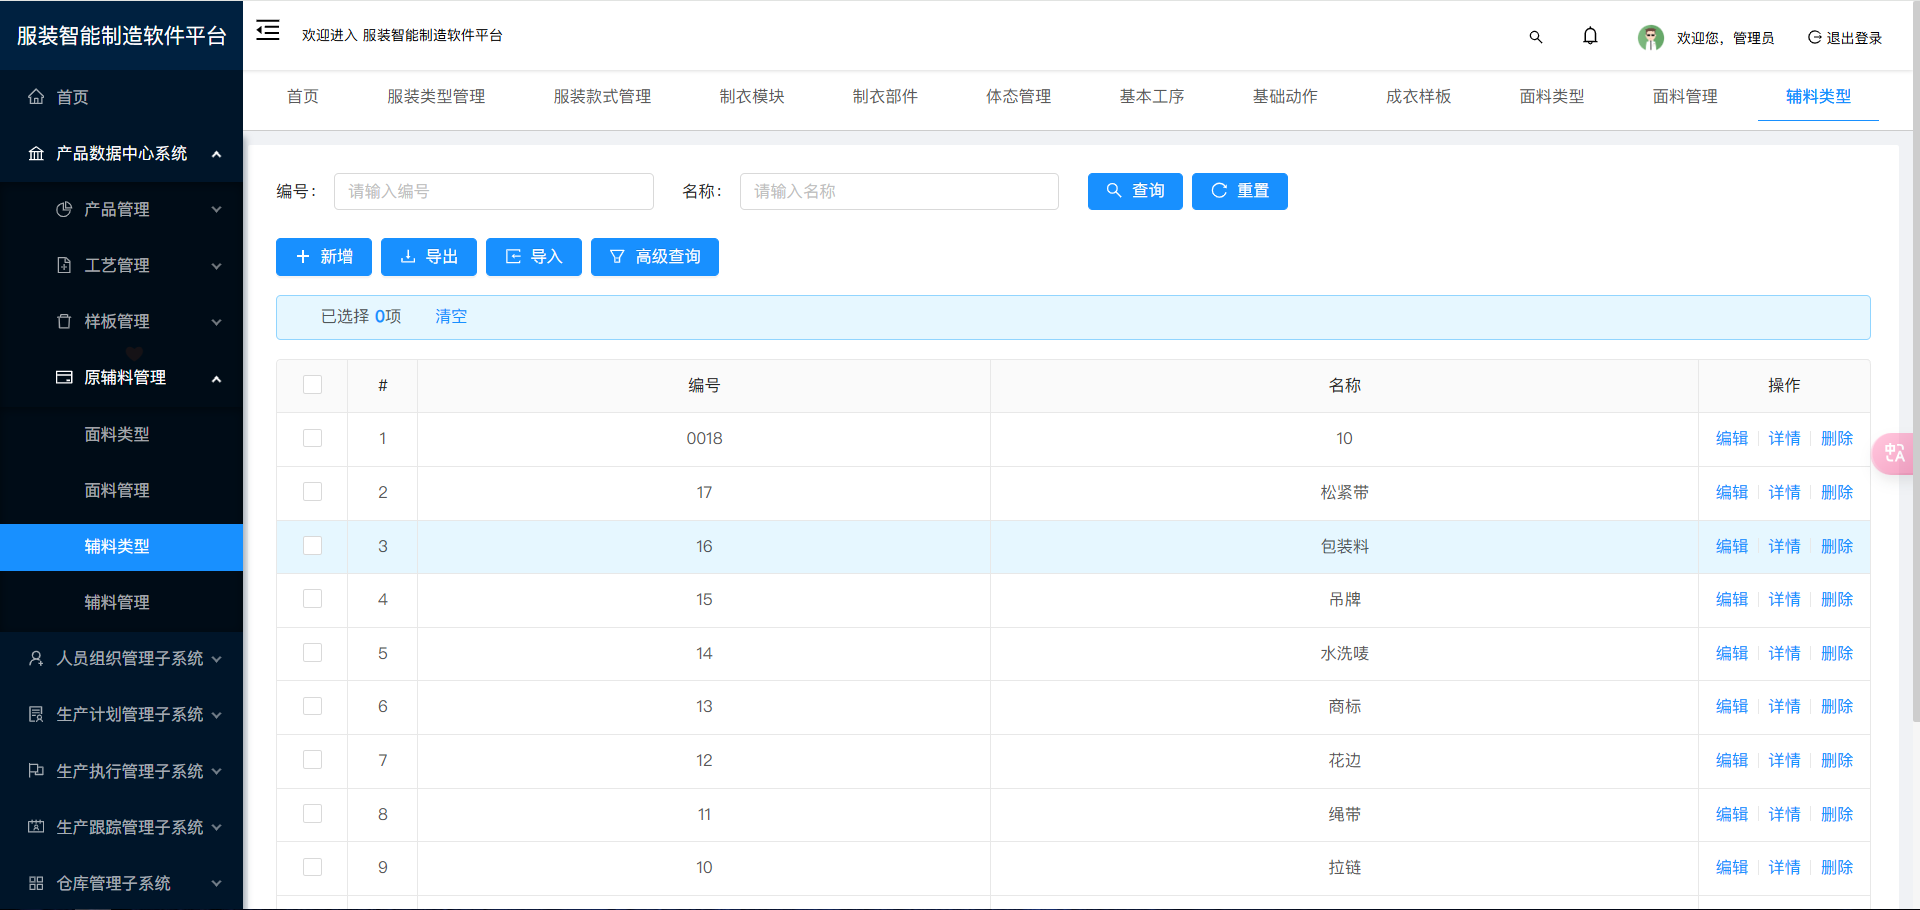 服装智能制造软件平台
欢迎进入 服装智能制造软件平台
欢迎您，管理员
退出登录
首页 服装类型管理 服装款式管理 制衣模块 制衣部件 体态管理 基本工序 基础动作 成衣样板 面料类型 面料管理 辅料类型
首页
产品数据中心系统
产品管理
工艺管理
样板管理
原辅料管理
面料类型
面料管理
辅料类型
辅料管理
人员组织管理子系统
生产计划管理子系统
生产执行管理子系统
生产跟踪管理子系统
仓库管理子系统
编号： 请输入编号 名称： 请输入名称 查询 重置
新增 导出 导入 高级查询
已选择 0项 清空
# 编号 名称 操作
1 0018 10 编辑 详情 删除
2 17 松紧带 编辑 详情 删除
3 16 包装料 编辑 详情 删除
4 15 吊牌 编辑 详情 删除
5 14 水洗唛 编辑 详情 删除
6 13 商标 编辑 详情 删除
7 12 花边 编辑 详情 删除
8 11 绳带 编辑 详情 删除
9 10 拉链 编辑 详情 删除
中A